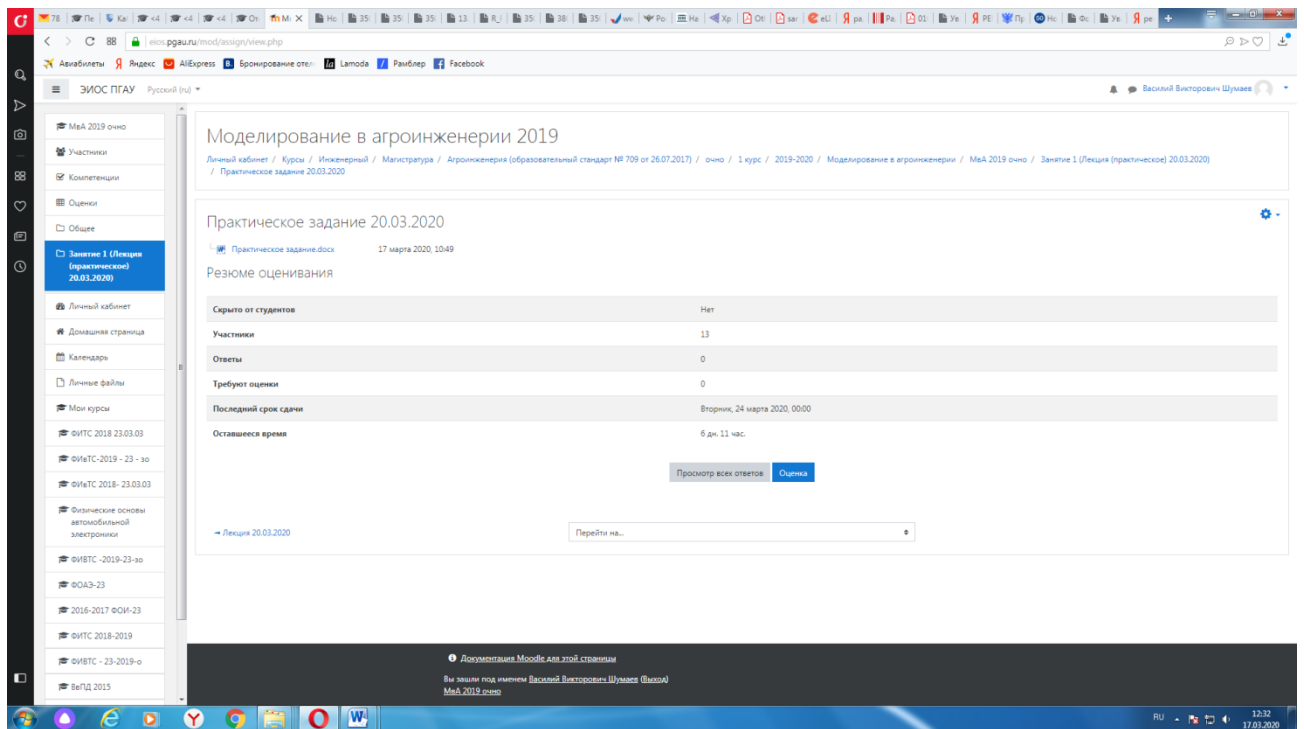 78
eios.pgau.ru/mod/assign/view.php
88
Авиабилеты Яндекс AliExpress Бронирование отел Lamoda Рамблер Facebook
ЭИОС ПГАУ Русский (ru)
Василий Викторович Шумаев
МвА 2019 очно
Участники
Компетенции
Оценки
Общее
Занятие 1 (Лекция
(практическое)
20.03.2020)
Личный кабинет
Домашняя страница
Календарь
Личные файлы
Мои курсы
ФИТС 2018 23.03.03
ФИвТС-2019 - 23 - зо
ФИвТС 2018- 23.03.03
Физические основы
автомобильной
электроники
ФИВТС -2019-23-зо
ФОАЭ-23
2016-2017 ФОИ-23
ФИТС 2018-2019
ФИВТС - 23-2019-о
ВеПД 2015
Моделирование в агроинженерии 2019
Личный кабинет / Курсы / Инженерный / Магистратура / Агроинженерия (образовательный стандарт № 709 от 26.07.2017) / очно / 1 курс / 2019-2020 / Моделирование в агроинженерии / МвА 2019 очно / Занятие 1 (Лекция (практическое) 20.03.2020)
/ Практическое задание 20.03.2020
Практическое задание 20.03.2020
Практическое задание.docx 17 марта 2020, 10:49
Резюме оценивания
Скрыто от студентов Нет
Участники 13
Ответы 0
Требуют оценки 0
Последний срок сдачи Вторник, 24 марта 2020, 00:00
Оставшееся время 6 дн. 11 час.
Просмотр всех ответов Оценка
→ Лекция 20.03.2020 Перейти на...
Документация Moodle для этой страницы
Вы зашли под именем Василий Викторович Шумаев (Выход)
МвА 2019 очно
RU 12:32
17.03.2020